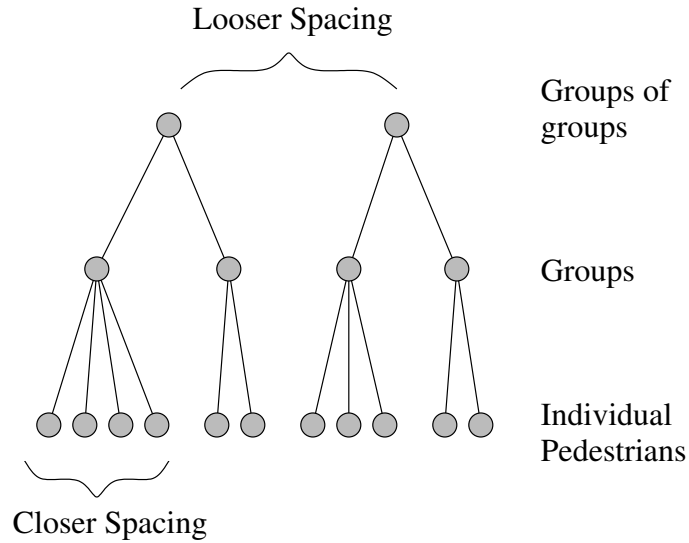 Looser Spacing
Groups of
groups
Groups
Individual
Pedestrians
Closer Spacing